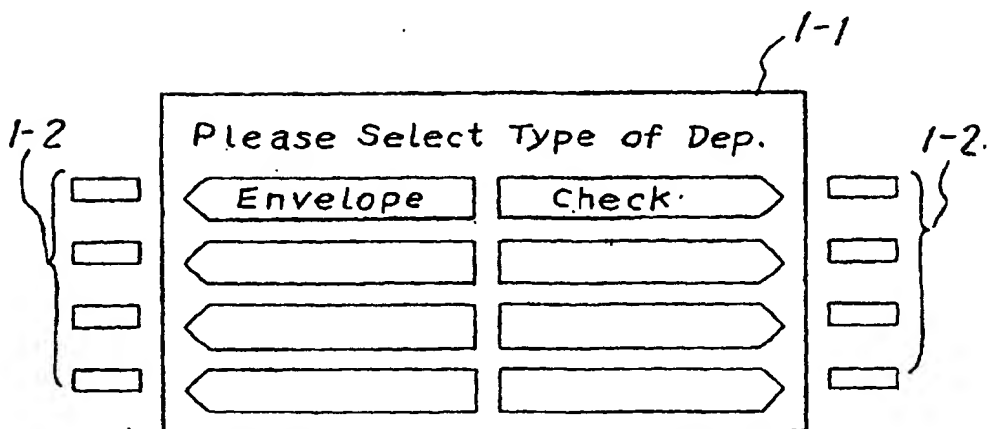 1-1
1-2
1-2.
Please Select Type of Dep.
Envelope
Check